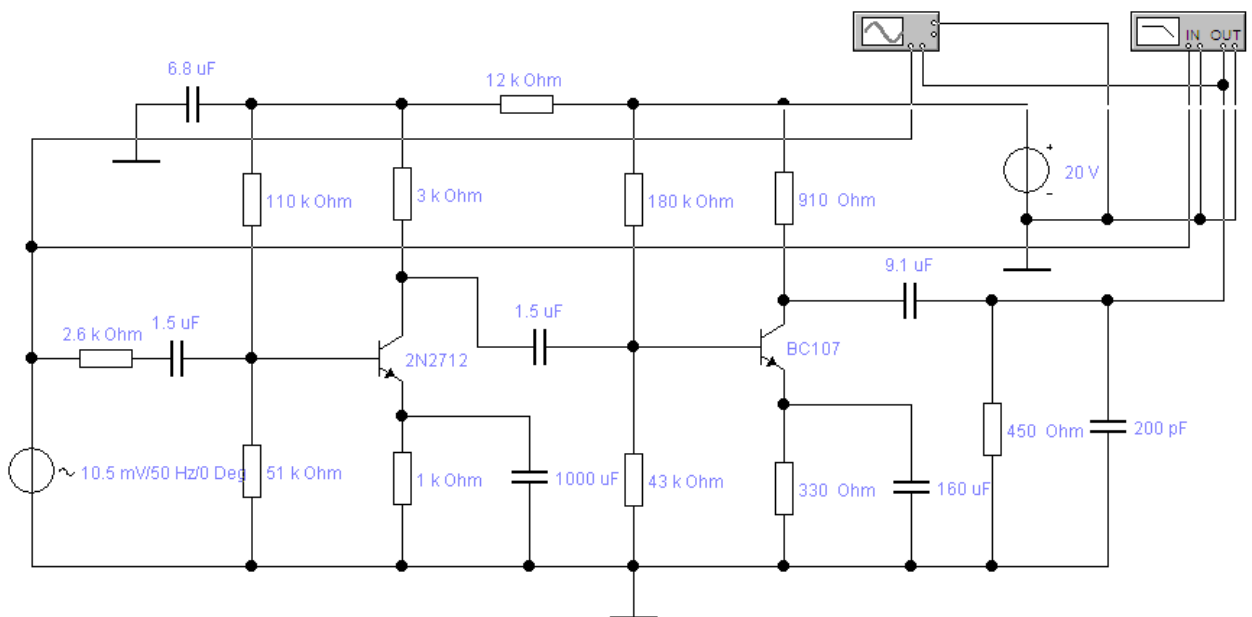 IN OUT
6.8 uF
12 k Ohm
20 V
110 k Ohm
3 k Ohm
180 k Ohm
910 Ohm
9.1 uF
1.5 uF
1.5 uF
2.6 k Ohm
2N2712
BC107
450 Ohm
200 pF
10.5 mV/50 Hz/0 Deg
51 k Ohm
1 k Ohm
1000 uF
43 k Ohm
330 Ohm
160 uF